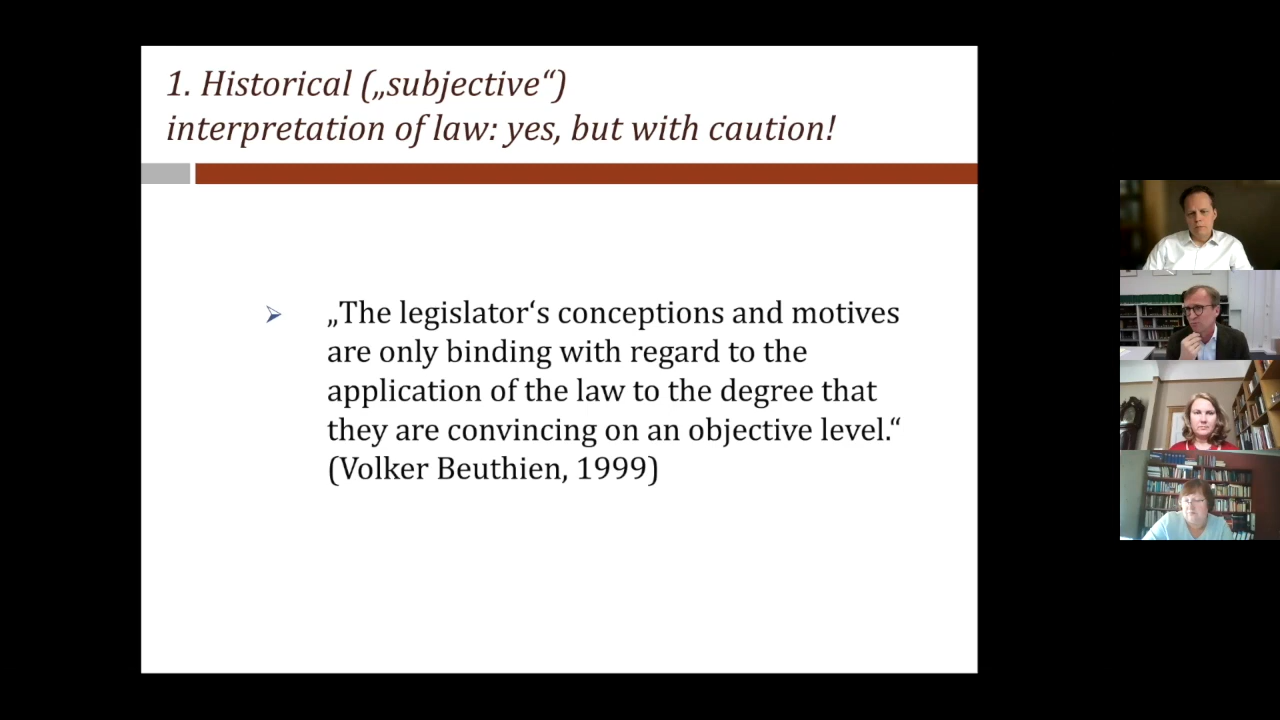 1. Historical („subjective“)
interpretation of law: yes, but with caution!
„The legislator‘s conceptions and motives
are only binding with regard to the
application of the law to the degree that
they are convincing on an objective level.“
(Volker Beuthien, 1999)